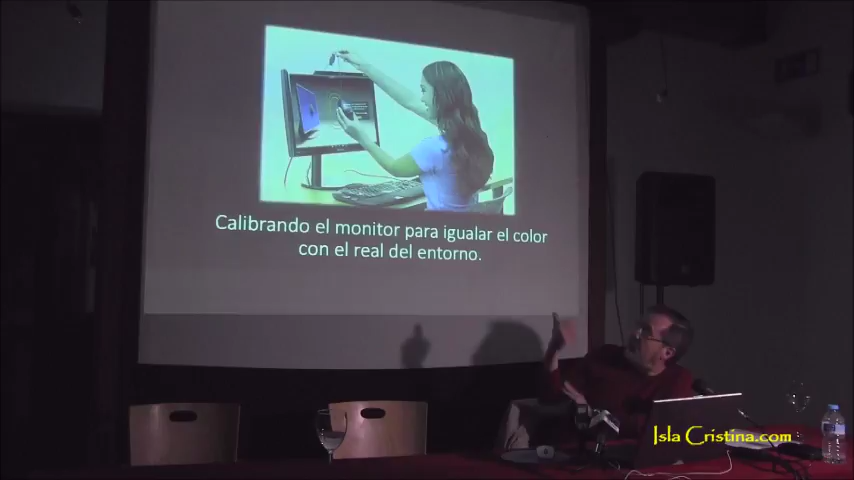 Calibrando el monitor para igualar el color
con el real del entorno.
Isla Cristina.com